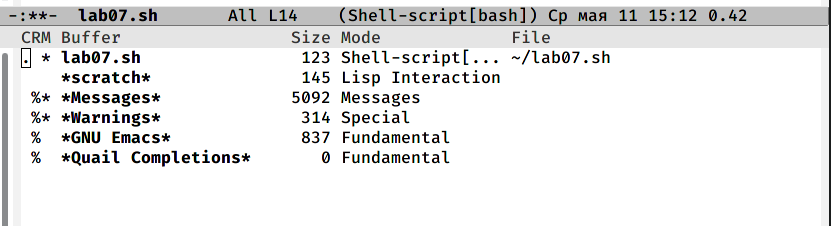 -:**-  lab07.sh       All L14    (Shell-script[bash]) Ср мая 11 15:12 0.42
CRM Buffer                Size Mode             File
. * lab07.sh               123 Shell-script[... ~/lab07.sh
    *scratch*              145 Lisp Interaction
 %* *Messages*            5092 Messages
 %* *Warnings*             314 Special
 %  *GNU Emacs*            837 Fundamental
 %  *Quail Completions*      0 Fundamental